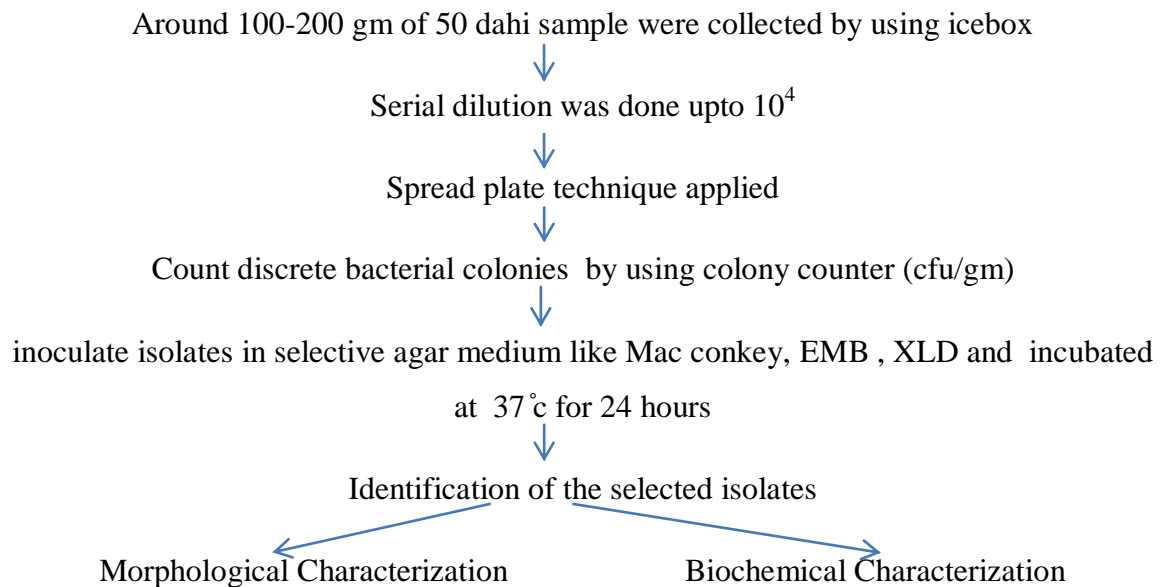 Around 100-200 gm of 50 dahi sample were collected by using icebox
Serial dilution was done upto 10⁴
Spread plate technique applied
Count discrete bacterial colonies by using colony counter (cfu/gm)
inoculate isolates in selective agar medium like Mac conkey, EMB , XLD and incubated
at 37°c for 24 hours
Identification of the selected isolates
Morphological Characterization Biochemical Characterization